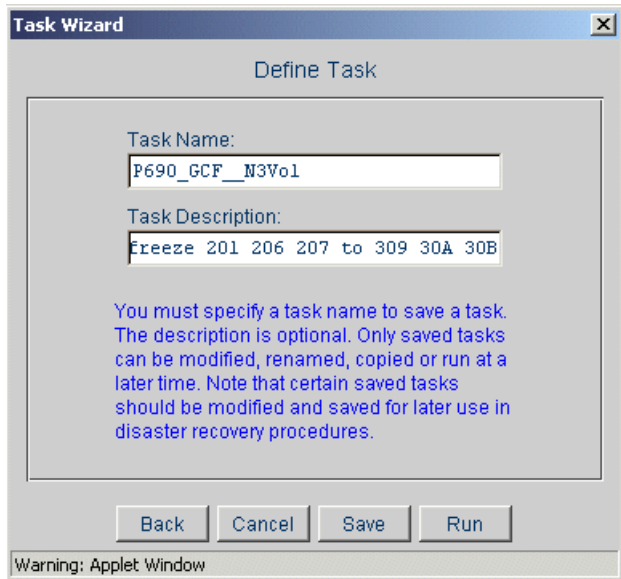 Task Wizard
Define Task
Task Name:
P690_GCF__N3Vol
Task Description:
freeze 201 206 207 to 309 30A 30B
You must specify a task name to save a task.
The description is optional. Only saved tasks
can be modified, renamed, copied or run at a
later time. Note that certain saved tasks
should be modified and saved for later use in
disaster recovery procedures.
Back Cancel Save Run
Warning: Applet Window